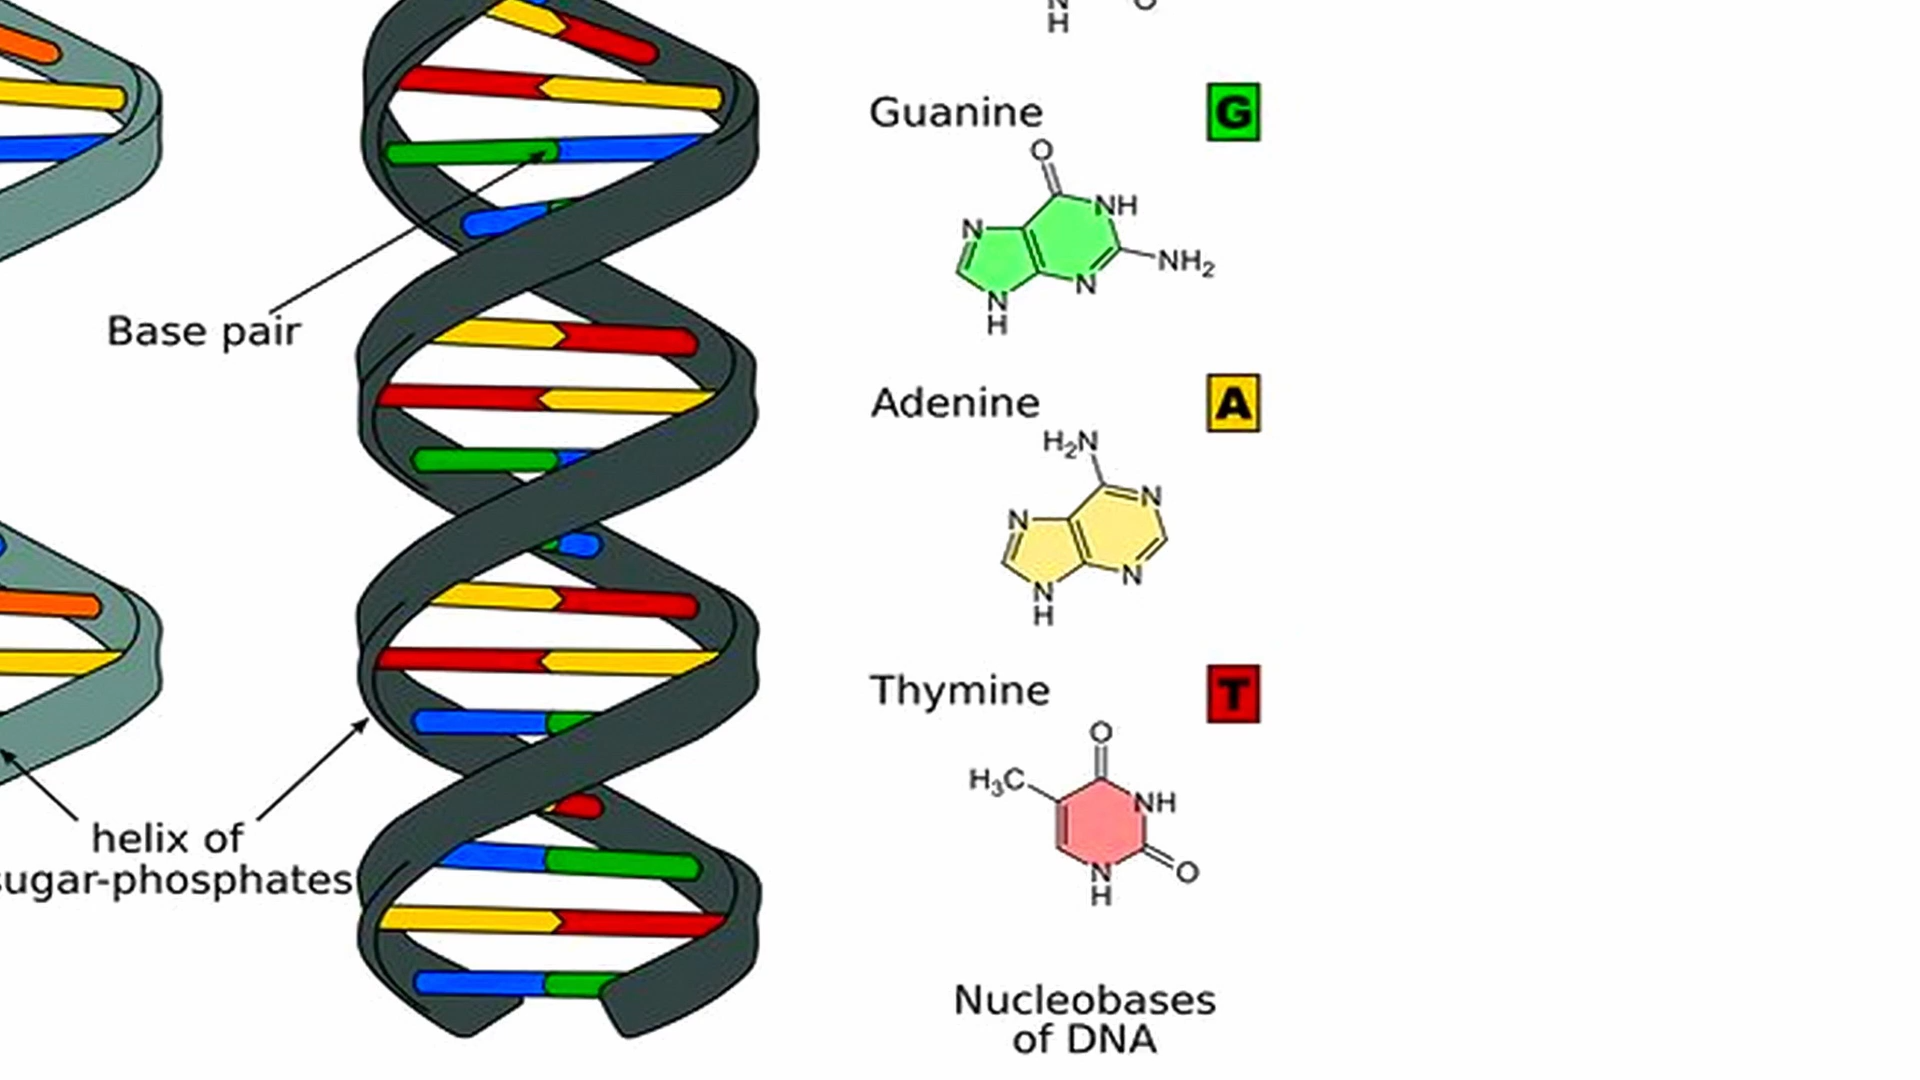 N
H
Guanine
G
O
NH
N
NH2
N
N
H
Base pair
Adenine
A
H2N
N
N
N
N
H
Thymine
T
O
H3C
NH
O
N
H
helix of
sugar-phosphates
Nucleobases
of DNA